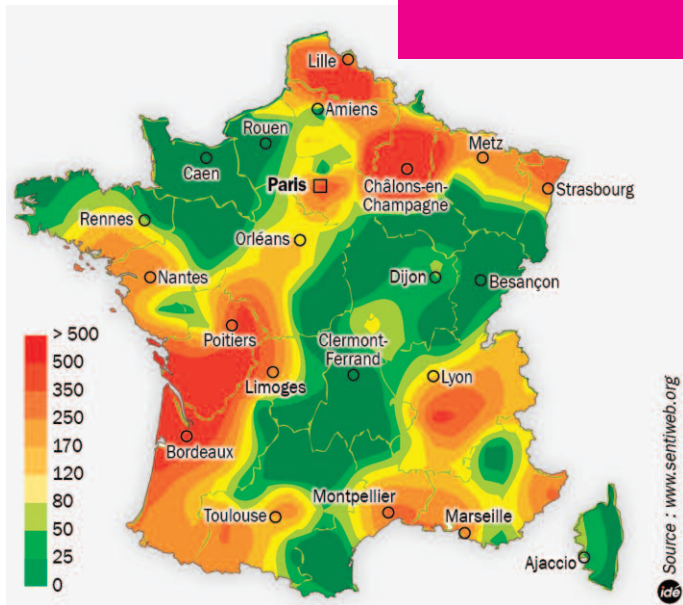 Lille
Amiens
Rouen
Metz
Caen
Paris
Châlons-en-
Champagne
Strasbourg
Rennes
Orléans
Nantes
Dijon
Besançon
> 500
500
350
250
170
120
80
50
25
0
Poitiers
Clermont-
Ferrand
Limoges
Lyon
Bordeaux
Montpellier
Toulouse
Marseille
Ajaccio
Source : www.sentiweb.org
idé